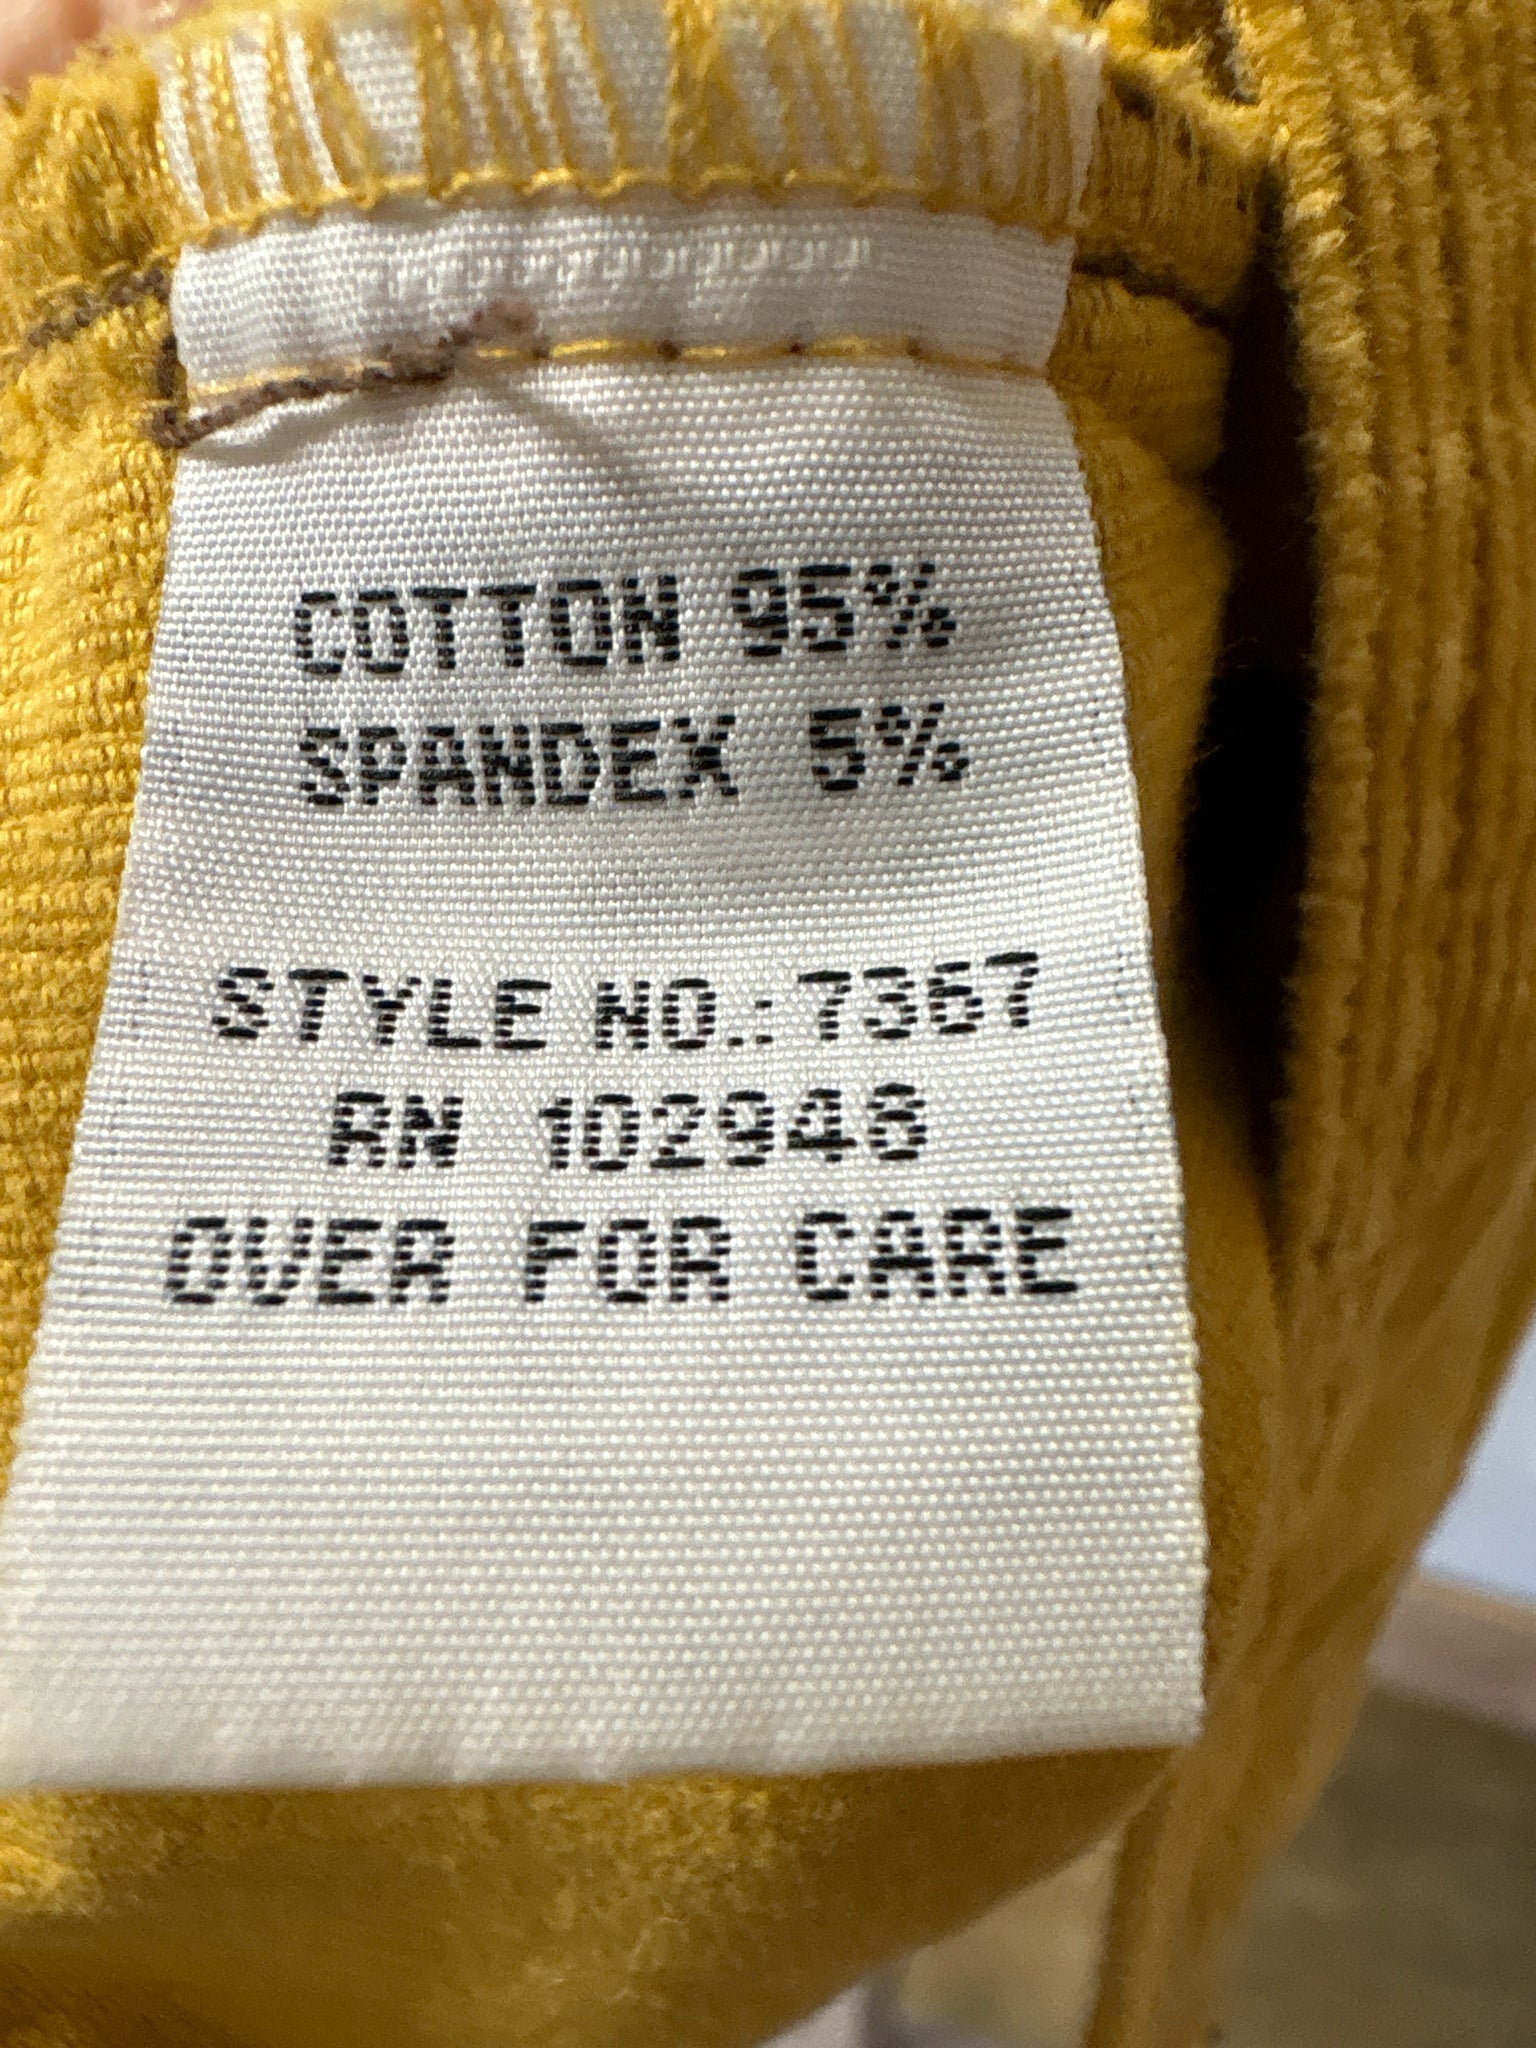 COTTON 95%
SPANDEX 5%
STYLE NO.:7367
RN 102948
OVER FOR CARE